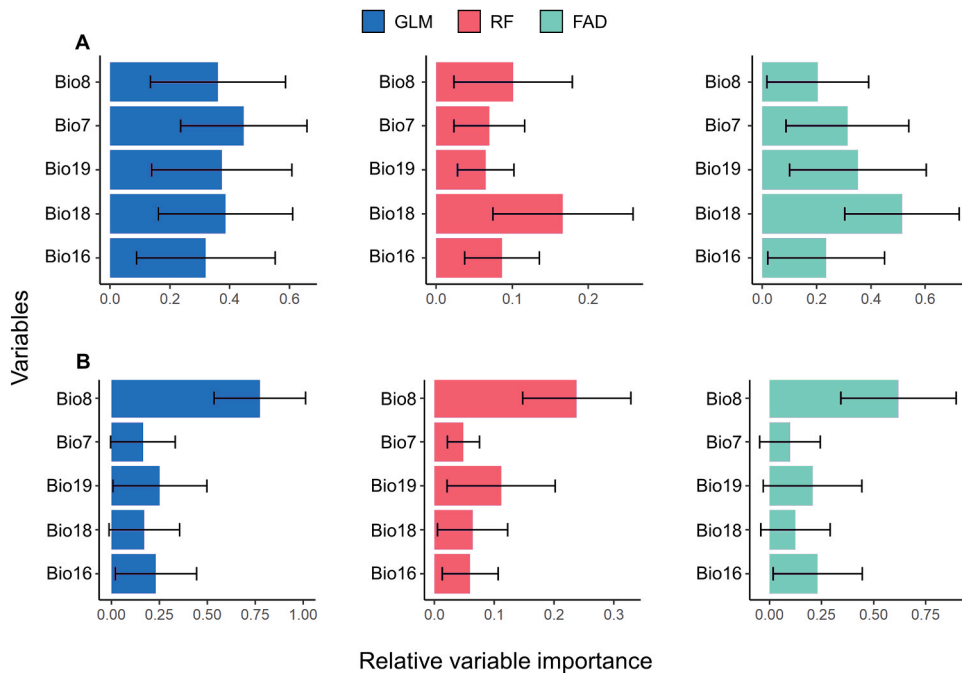 GLM RF FAD
A
Bio8 Bio8 Bio8
Bio7 Bio7 Bio7
Bio19 Bio19 Bio19
Bio18 Bio18 Bio18
Bio16 Bio16 Bio16
0.0 0.2 0.4 0.6 0.0 0.1 0.2 0.0 0.2 0.4 0.6
Variables
B
Bio8 Bio8 Bio8
Bio7 Bio7 Bio7
Bio19 Bio19 Bio19
Bio18 Bio18 Bio18
Bio16 Bio16 Bio16
0.00 0.25 0.50 0.75 1.00 0.0 0.1 0.2 0.3 0.00 0.25 0.50 0.75
Relative variable importance